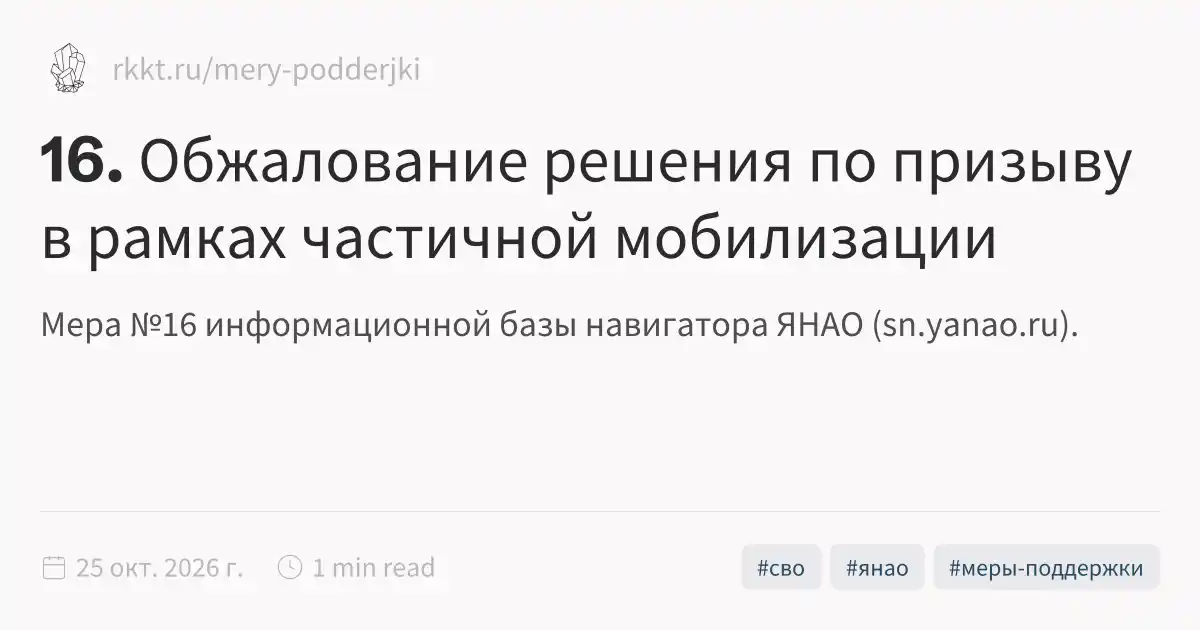 rkkt.ru/mery-podderjki
16. Обжалование решения по призыву
в рамках частичной мобилизации
Мера №16 информационной базы навигатора ЯНАО (sn.yanao.ru).
25 окт. 2026 г.
1 min read
#сво
#янао
#меры-поддержки